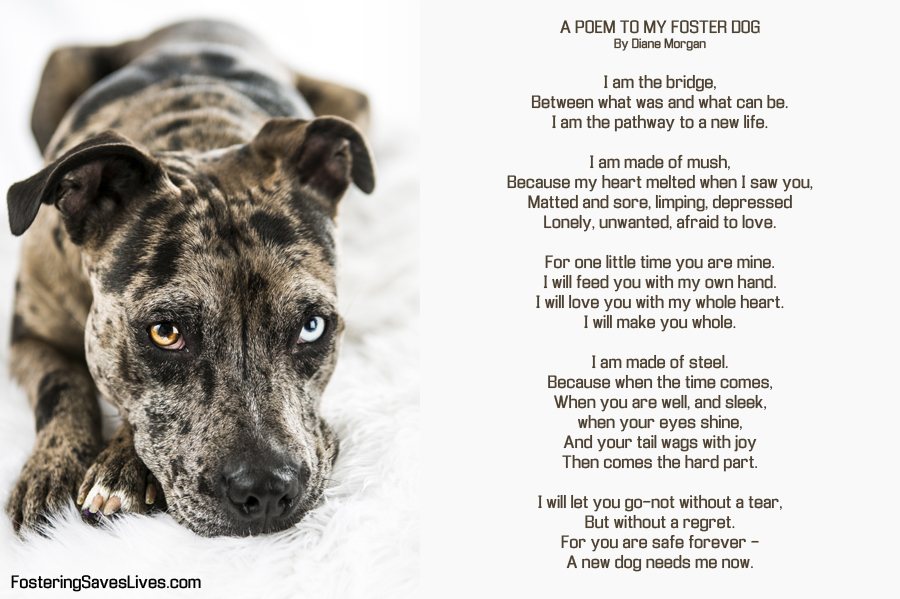 A POEM TO MY FOSTER DOG
By Diane Morgan
I am the bridge,
Between what was and what can be.
I am the pathway to a new life.
I am made of mush,
Because my heart melted when I saw you,
Matted and sore, limping, depressed
Lonely, unwanted, afraid to love.
For one little time you are mine.
I will feed you with my own hand.
I will love you with my whole heart.
I will make you whole.
I am made of steel.
Because when the time comes,
When you are well, and sleek,
when your eyes shine,
And your tail wags with joy
Then comes the hard part.
I will let you go-not without a tear,
But without a regret.
For you are safe forever -
A new dog needs me now.
FosteringSavesLives.com